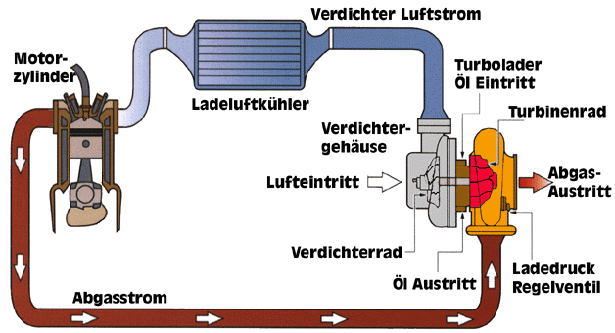 Verdichter Luftstrom
Motor-
zylinder
Turbolader
Öl Eintritt
Ladeluftkühler
Turbinenrad
Verdichter-
gehäuse
Lufteintritt
Abgas-
Austritt
Verdichterrad
Öl Austritt
Ladedruck
Regelventil
Abgasstrom